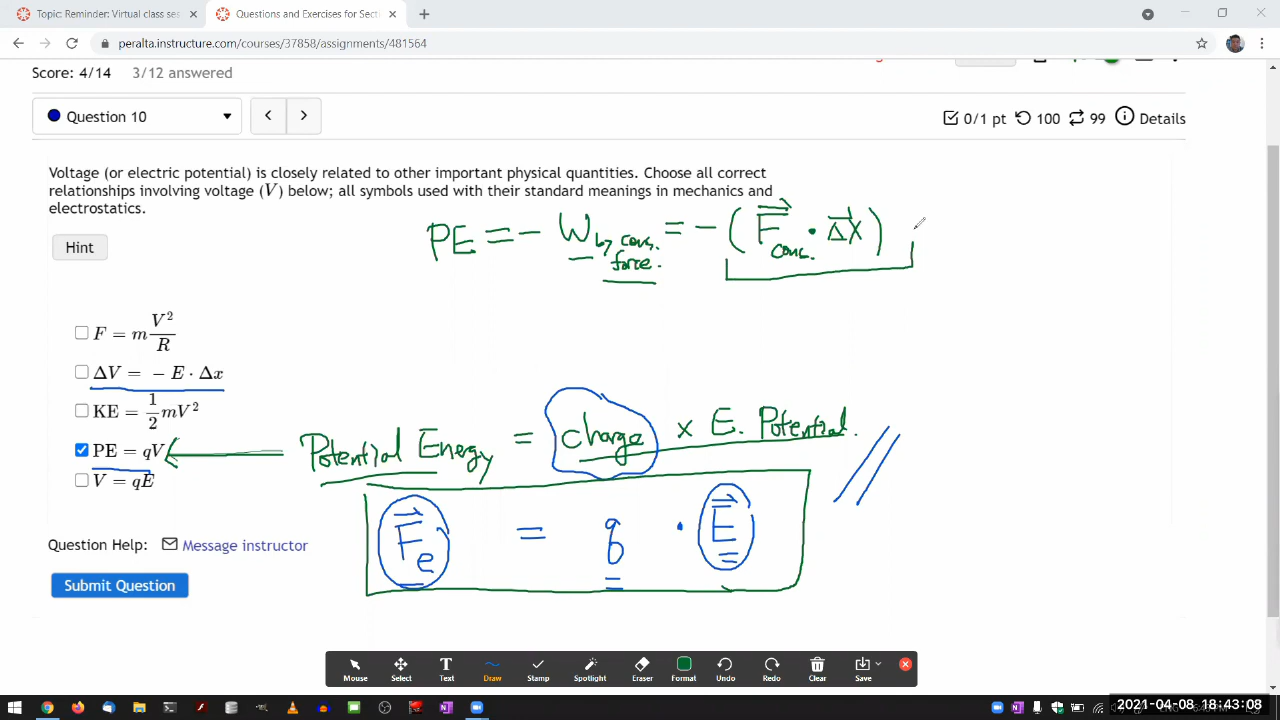 Topic: Reminder: Virtual class ses
Questions and Exercises for Secti
peralta.instructure.com/courses/37858/assignments/481564
Score: 4/14 3/12 answered
Question 10
0/1 pt 100 99 Details
Voltage (or electric potential) is closely related to other important physical quantities. Choose all correct
relationships involving voltage (V) below; all symbols used with their standard meanings in mechanics and
electrostatics.
PE = - W by cons. force. = - (F⃗ cons. · Δx⃗)
Hint
F = m V²/R
ΔV = - E · Δx
KE = 1/2 mV²
PE = qV
Potential Energy = charge x E. Potential.
V = qE
F⃗e = q · E⃗
Question Help: Message instructor
Submit Question
Mouse Select Text Draw Stamp Spotlight Eraser Format Undo Redo Clear Save
2021-04-08 18:43:08